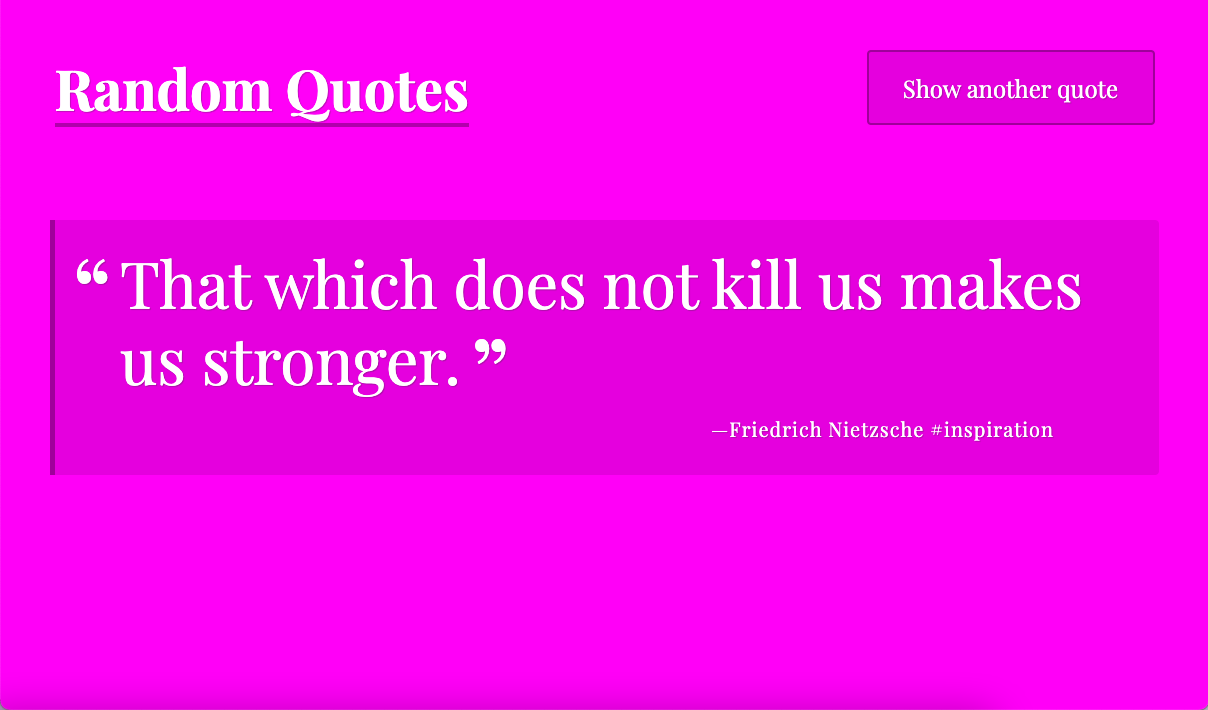 Random Quotes
Show another quote
“ That which does not kill us makes
us stronger. ”
—Friedrich Nietzsche #inspiration